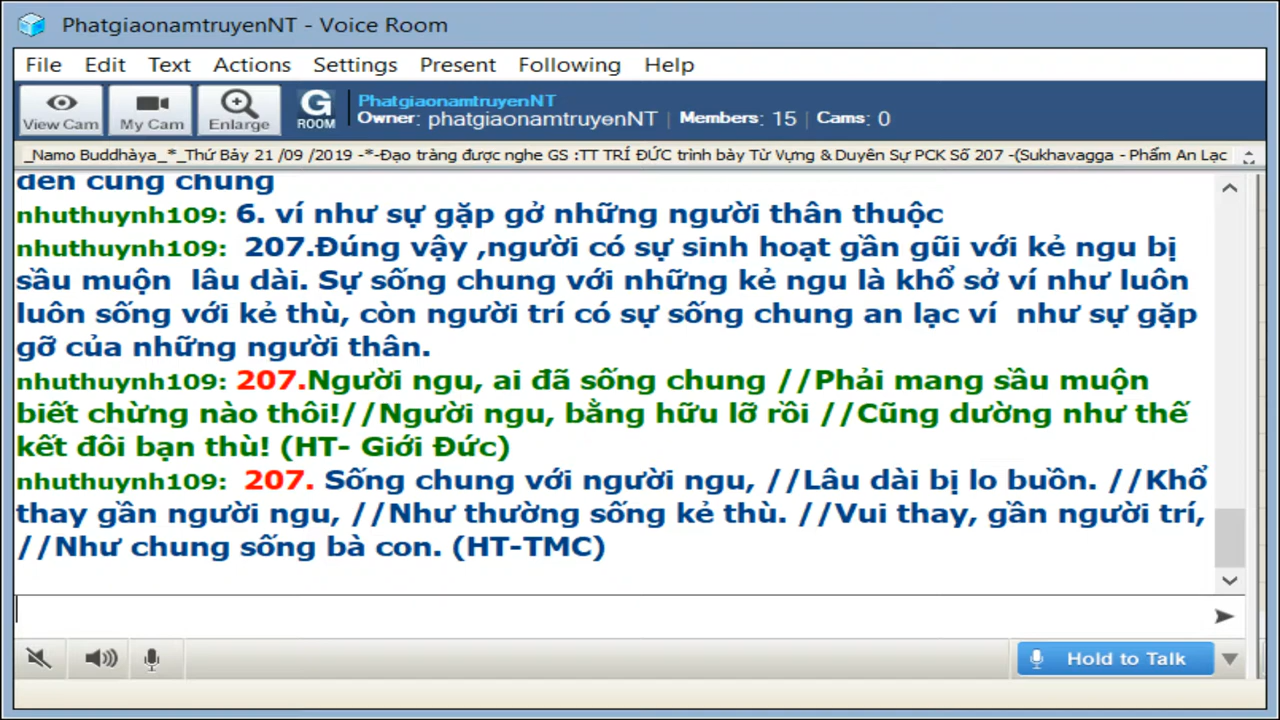 PhatgiaonamtruyenNT - Voice Room
File Edit Text Actions Settings Present Following Help
View Cam My Cam Enlarge G ROOM
PhatgiaonamtruyenNT
Owner: phatgiaonamtruyenNT | Members: 15 | Cams: 0
_Namo Buddhàya_*_Thứ Bảy 21 /09 /2019 -*-Đạo tràng được nghe GS :TT TRÍ ĐỨC trình bày Từ Vựng & Duyên Sự PCK Số 207 -(Sukhavagga - Phẩm An Lạc
đến cùng chung
nhuthuynh109: 6. ví như sự gặp gở những người thân thuộc
nhuthuynh109: 207.Đúng vậy ,người có sự sinh hoạt gần gũi với kẻ ngu bị
sầu muộn lâu dài. Sự sống chung với những kẻ ngu là khổ sở ví như luôn
luôn sống với kẻ thù, còn người trí có sự sống chung an lạc ví như sự gặp
gỡ của những người thân.
nhuthuynh109: 207.Người ngu, ai đã sống chung //Phải mang sầu muộn
biết chừng nào thôi!//Người ngu, bằng hữu lỡ rồi //Cũng dường như thế
kết đôi bạn thù! (HT- Giới Đức)
nhuthuynh109: 207. Sống chung với người ngu, //Lâu dài bị lo buồn. //Khổ
thay gần người ngu, //Như thường sống kẻ thù. //Vui thay, gần người trí,
//Như chung sống bà con. (HT-TMC)
Hold to Talk